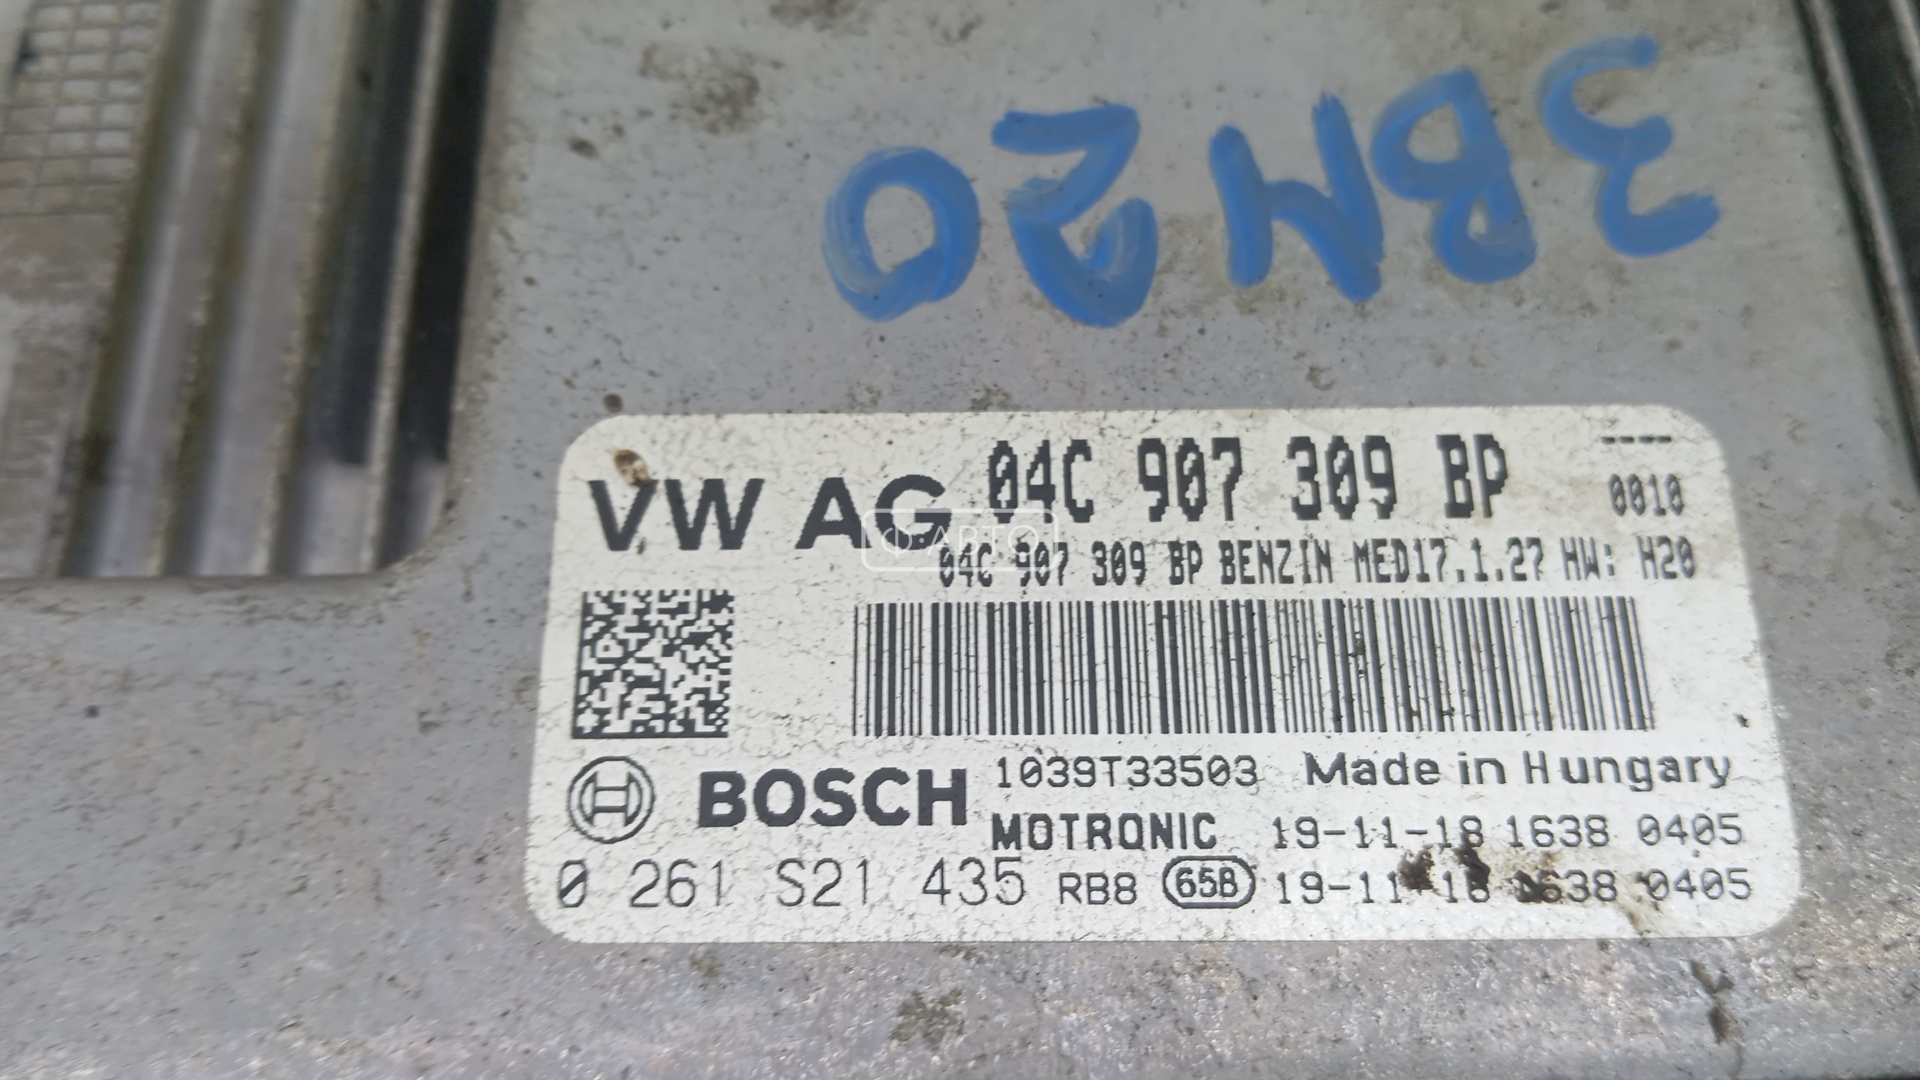 ЗВМ20
VW AG 04C 907 309 BP ----
0010
04C 907 309 BP BENZIN MED17.1.27 HW: H20
BOSCH 1039T33503 Made in Hungary
MOTRONIC 19-11-18 1638 0405
0 261 S21 435 RB8 65B 19-11-18 1638 0405
АВТО